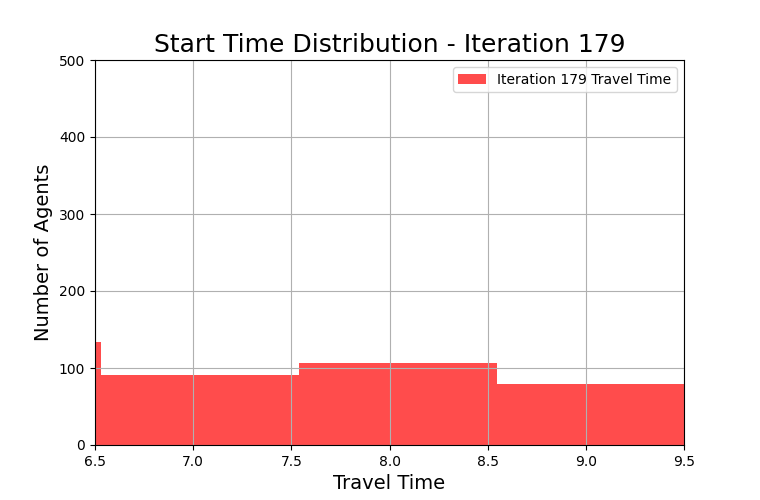 Start Time Distribution - Iteration 179
Iteration 179 Travel Time
Number of Agents
500
400
300
200
100
0
6.5 7.0 7.5 8.0 8.5 9.0 9.5
Travel Time